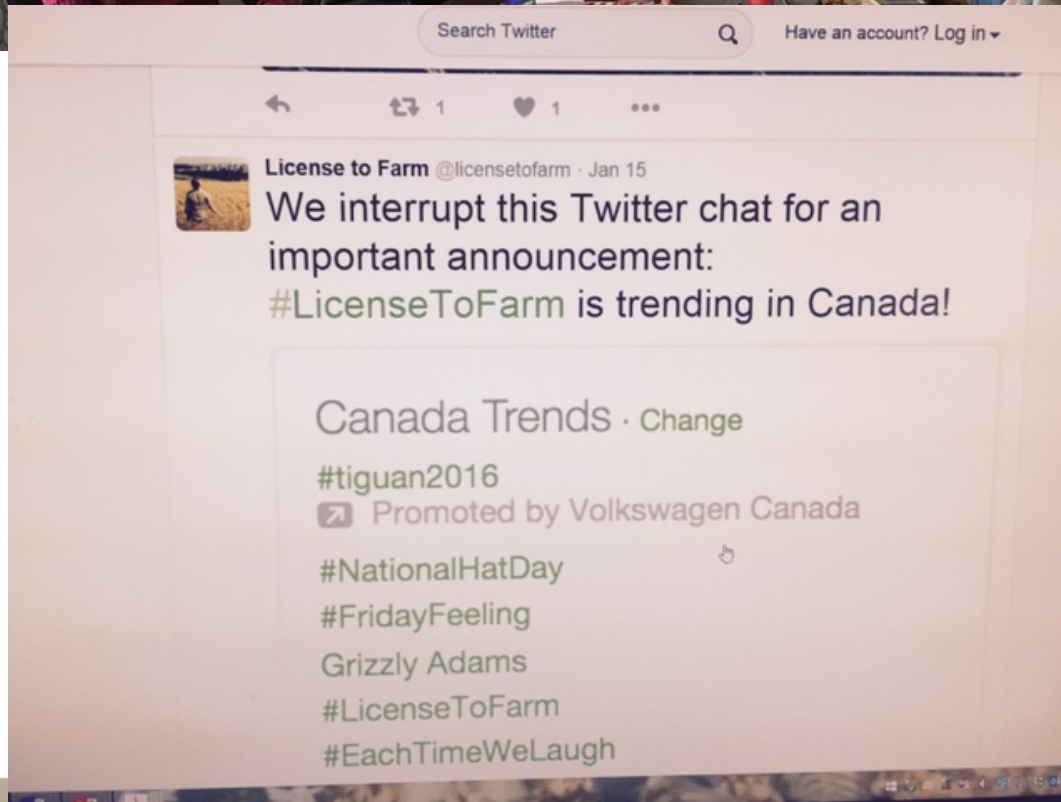 Search Twitter
Have an account? Log in
1 1
License to Farm @licensetofarm · Jan 15
We interrupt this Twitter chat for an
important announcement:
#LicenseToFarm is trending in Canada!
Canada Trends · Change
#tiguan2016
Promoted by Volkswagen Canada
#NationalHatDay
#FridayFeeling
Grizzly Adams
#LicenseToFarm
#EachTimeWeLaugh